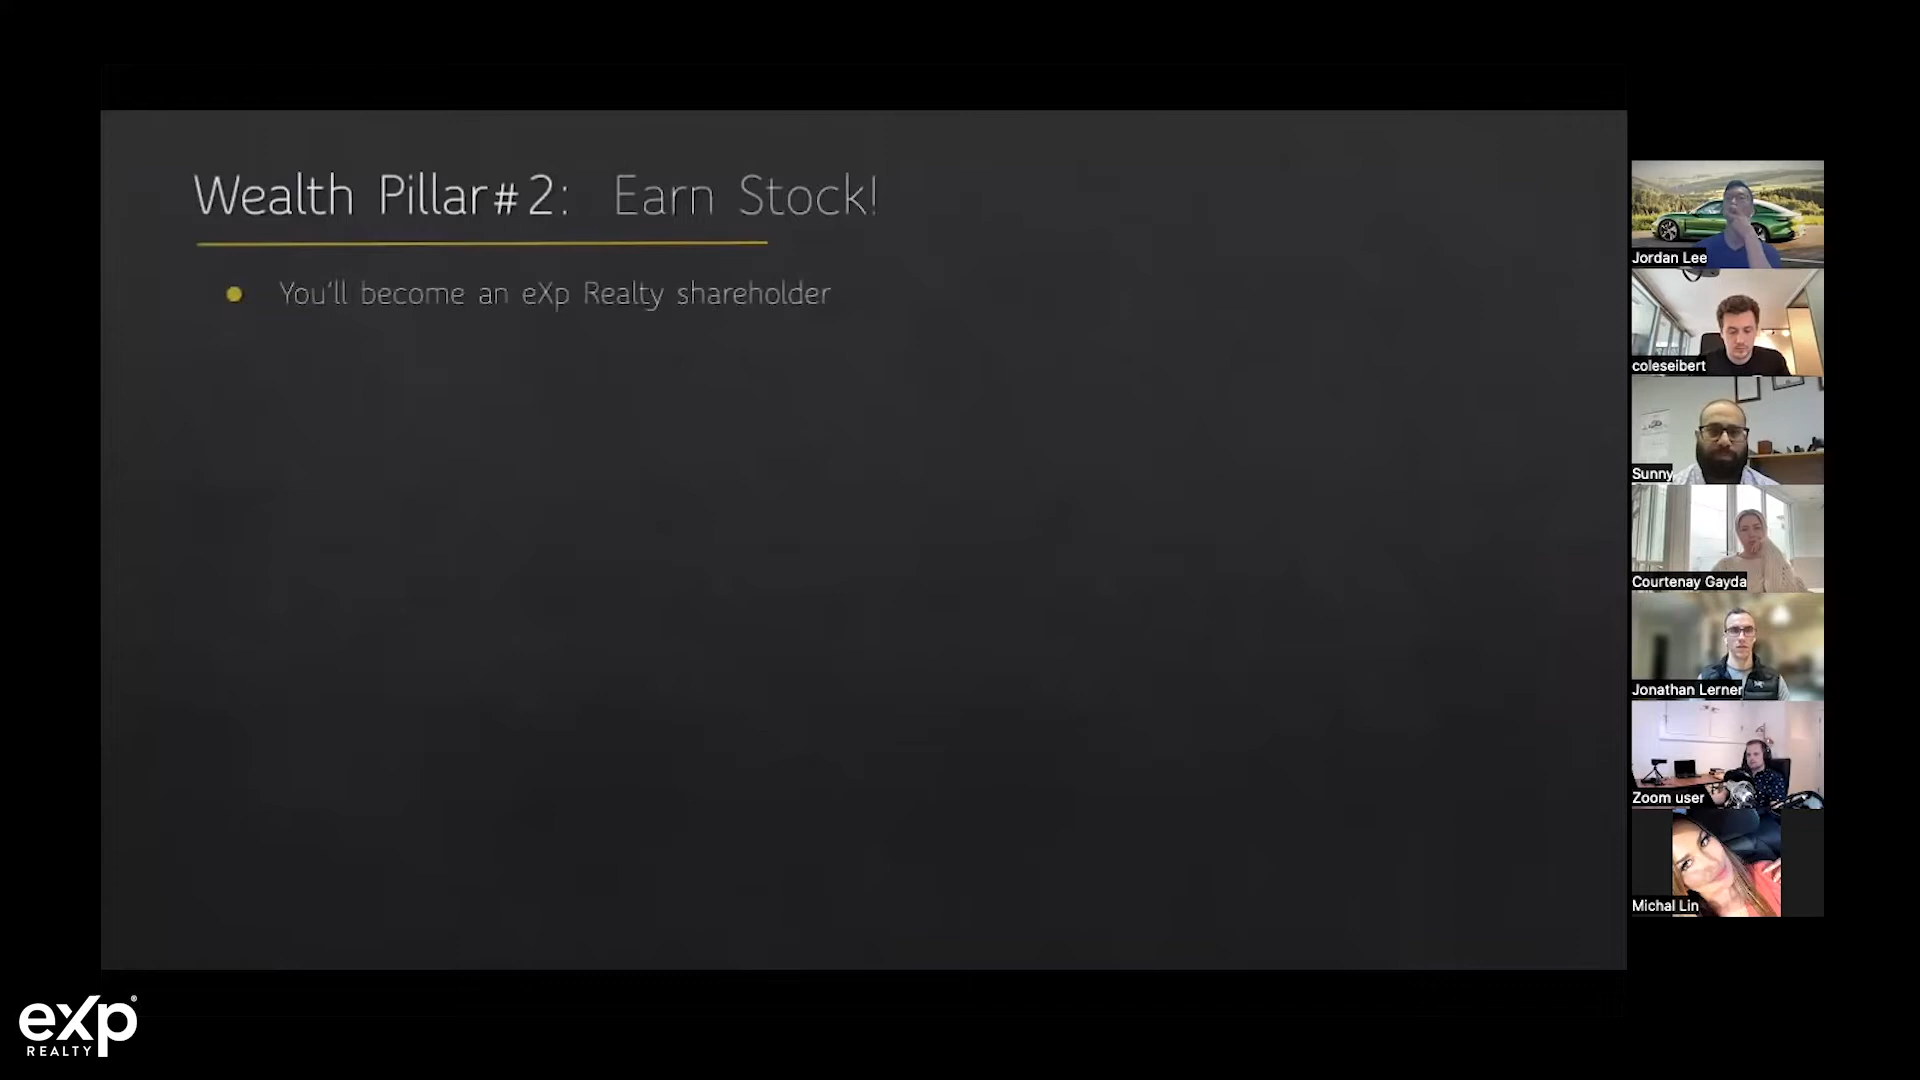 Wealth Pillar#2: Earn Stock!
You'll become an eXp Realty shareholder
Jordan Lee
coleseibert
Sunny
Courtenay Gayda
Jonathan Lerner
Zoom user
Michal Lin
eXp®
REALTY